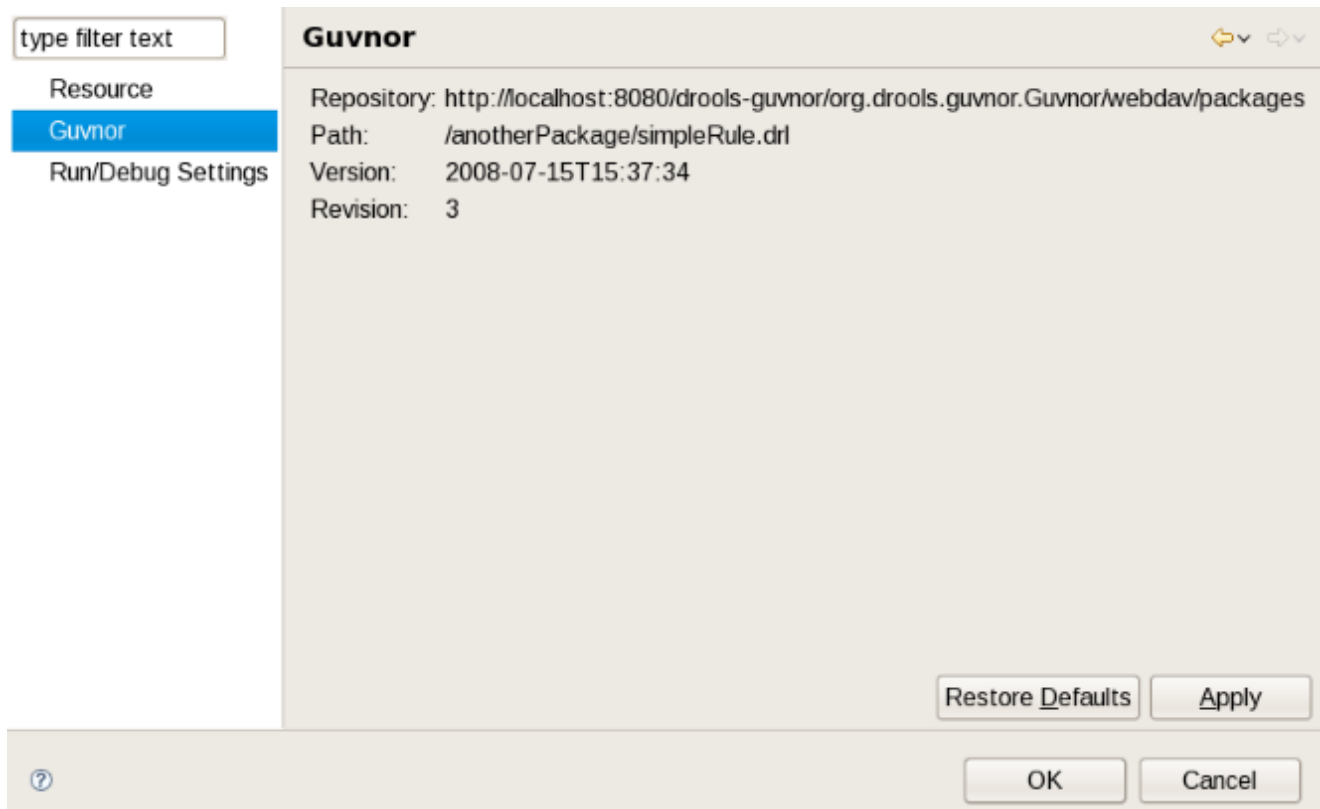 type filter text
Resource
Guvnor
Run/Debug Settings
Guvnor
Repository: http://localhost:8080/drools-guvnor/org.drools.guvnor.Guvnor/webdav/packages
Path: /anotherPackage/simpleRule.drl
Version: 2008-07-15T15:37:34
Revision: 3
Restore Defaults
Apply
?
OK
Cancel